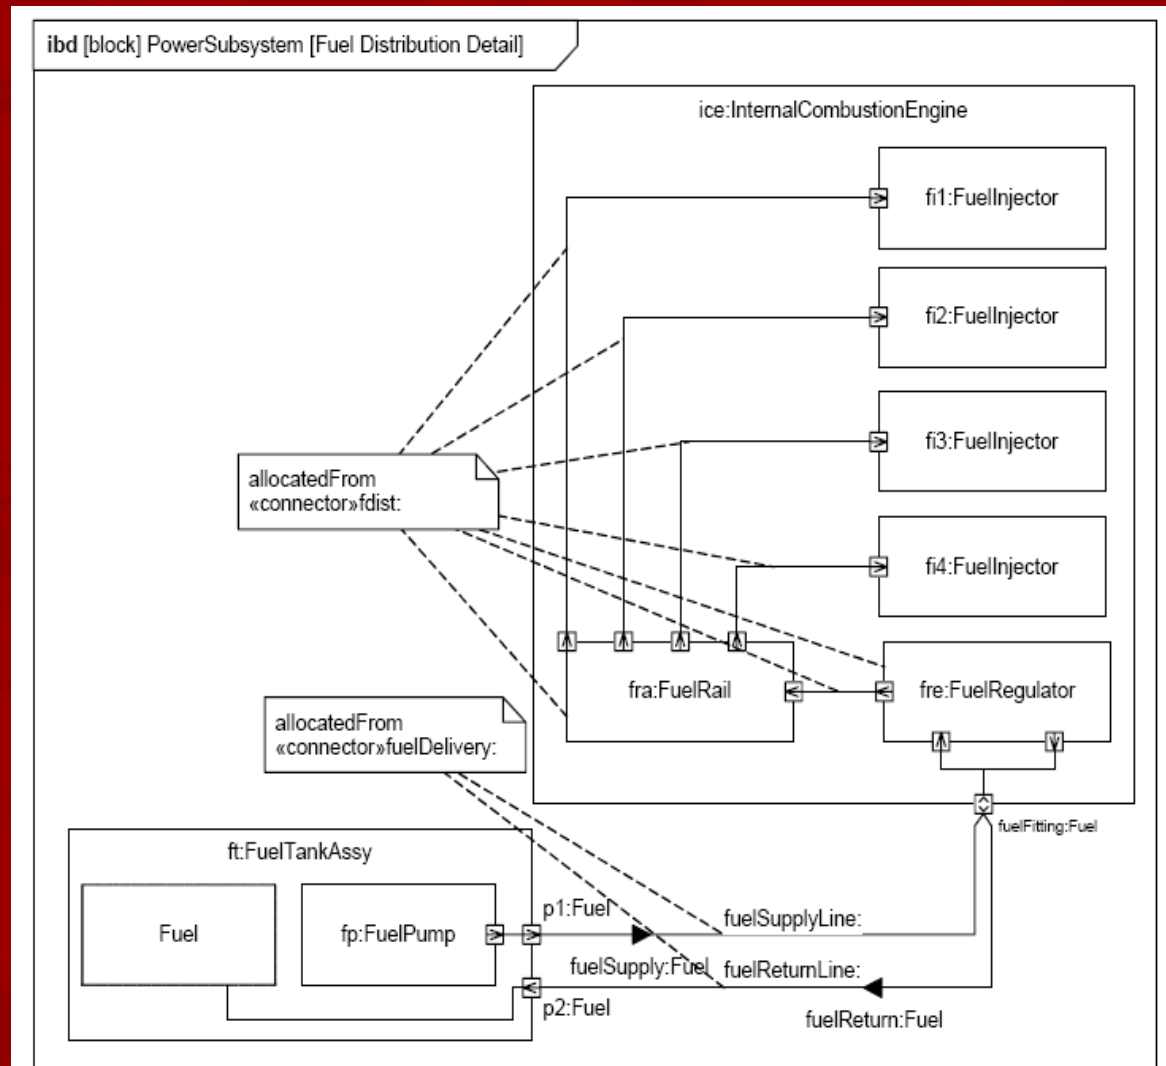 ibd [block] PowerSubsystem [Fuel Distribution Detail]
ice:InternalCombustionEngine
fi1:FuelInjector
fi2:FuelInjector
fi3:FuelInjector
allocatedFrom
«connector»fdist:
fi4:FuelInjector
fra:FuelRail
fre:FuelRegulator
allocatedFrom
«connector»fuelDelivery:
fuelFitting:Fuel
ft:FuelTankAssy
p1:Fuel
fuelSupplyLine:
Fuel
fp:FuelPump
fuelSupply:Fuel
fuelReturnLine:
p2:Fuel
fuelReturn:Fuel